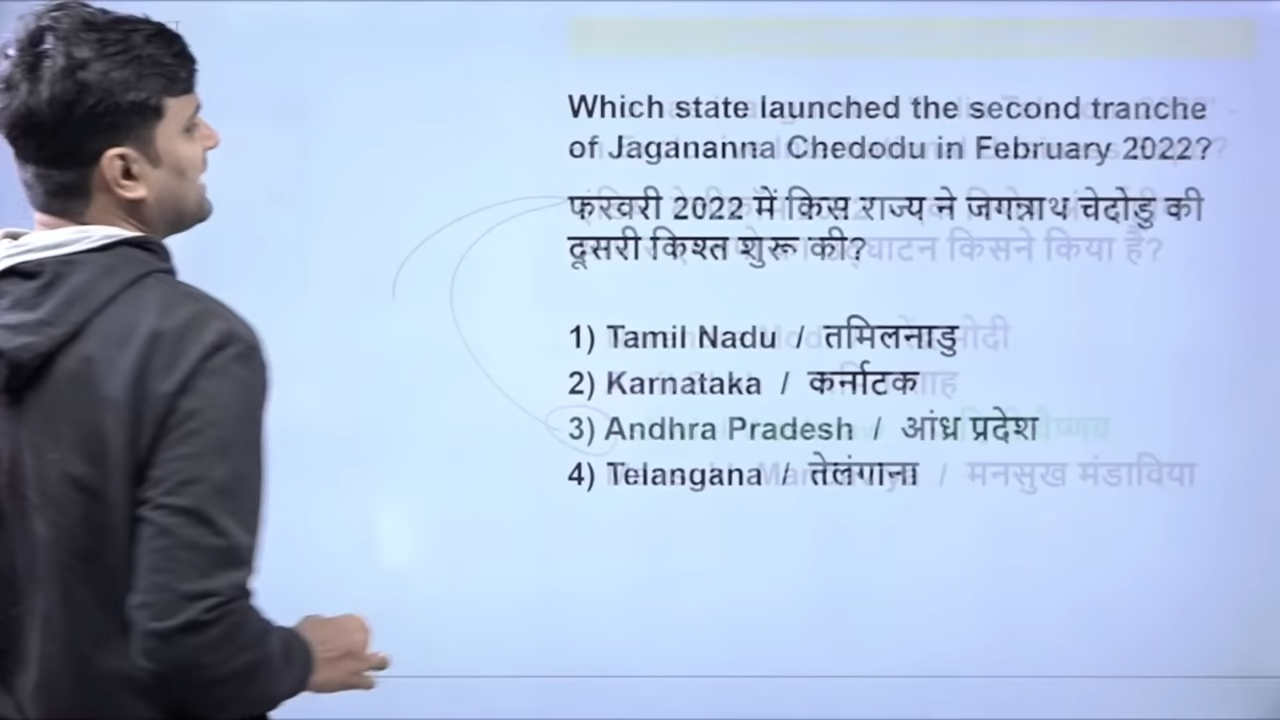 Which state launched the second tranche
of Jagananna Chedodu in February 2022?
फरवरी 2022 में किस राज्य ने जगन्नाथ चेदोडु की
दूसरी किश्त शुरू की?
1) Tamil Nadu / तमिलनाडु
2) Karnataka / कर्नाटक
3) Andhra Pradesh / आंध्र प्रदेश
4) Telangana / तेलंगाना / मनसुख मंडाविया